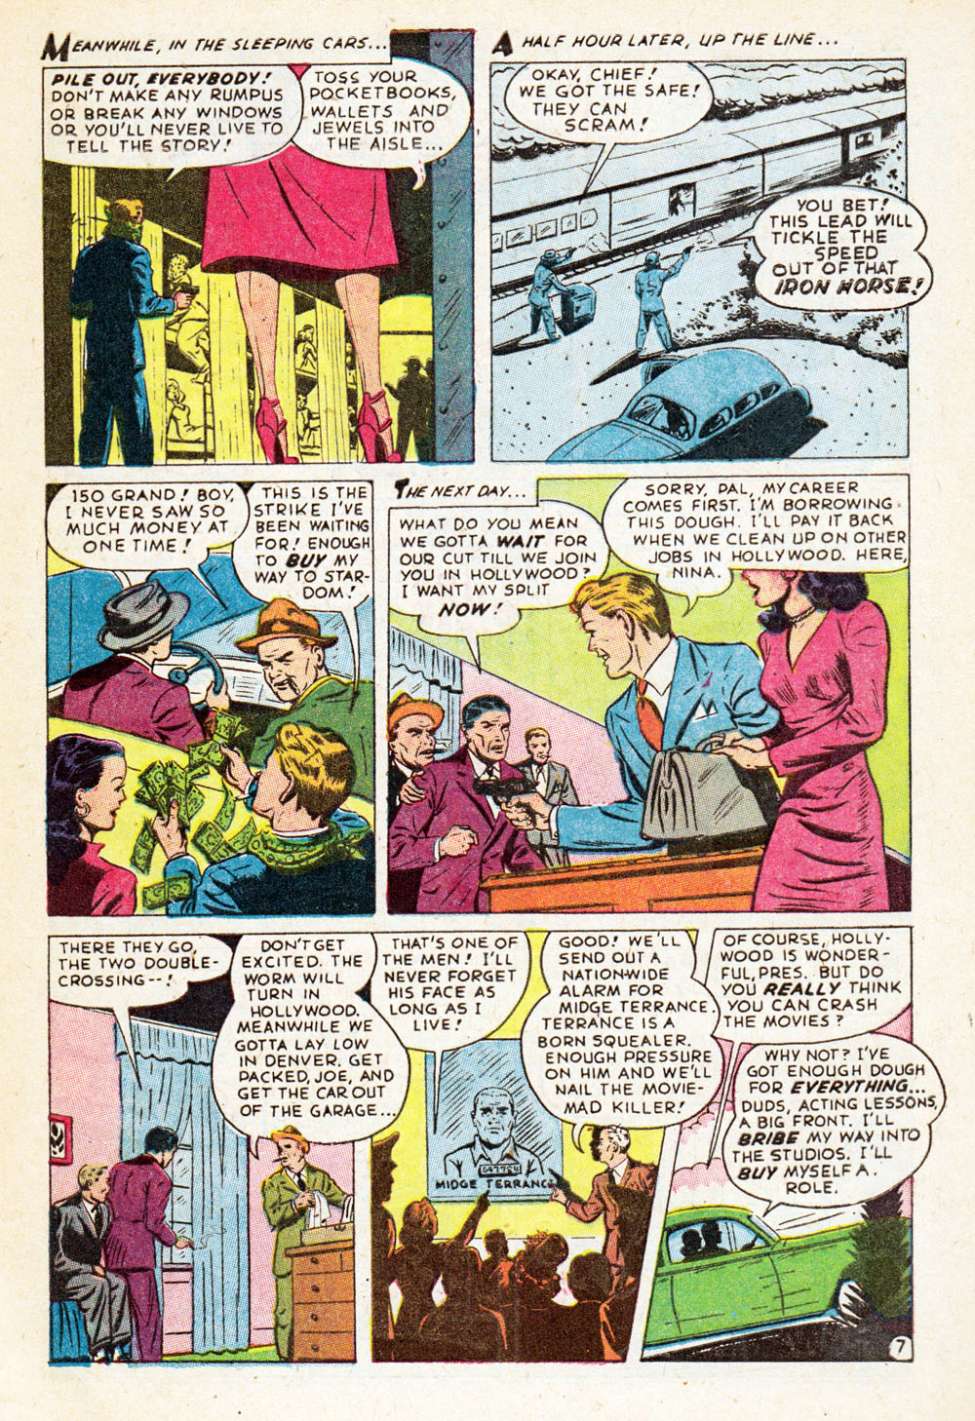 MEANWHILE, IN THE SLEEPING CARS...
PILE OUT, EVERYBODY!
DON'T MAKE ANY RUMPUS
OR BREAK ANY WINDOWS
OR YOU'LL NEVER LIVE TO
TELL THE STORY!
TOSS YOUR
POCKETBOOKS,
WALLETS AND
JEWELS INTO
THE AISLE...
A HALF HOUR LATER, UP THE LINE...
OKAY, CHIEF!
WE GOT THE SAFE!
THEY CAN
SCRAM!
YOU BET!
THIS LEAD WILL
TICKLE THE
SPEED
OUT OF THAT
IRON HORSE!
150 GRAND! BOY,
I NEVER SAW SO
MUCH MONEY AT
ONE TIME!
THIS IS THE
STRIKE I'VE
BEEN WAITING
FOR! ENOUGH
TO BUY MY
WAY TO STAR-
DOM!
THE NEXT DAY...
WHAT DO YOU MEAN
WE GOTTA WAIT FOR
OUR CUT TILL WE JOIN
YOU IN HOLLYWOOD?
I WANT MY SPLIT
NOW!
SORRY, PAL, MY CAREER
COMES FIRST. I'M BORROWING
THIS DOUGH. I'LL PAY IT BACK
WHEN WE CLEAN UP ON OTHER
JOBS IN HOLLYWOOD. HERE,
NINA.
THERE THEY GO,
THE TWO DOUBLE-
CROSSING--!
DON'T GET
EXCITED. THE
WORM WILL
TURN IN
HOLLYWOOD.
MEANWHILE WE
GOTTA LAY LOW
IN DENVER. GET
PACKED, JOE, AND
GET THE CAR OUT
OF THE GARAGE...
THAT'S ONE OF
THE MEN! I'LL
NEVER FORGET
HIS FACE AS
LONG AS I
LIVE!
MIDGE TERRANCE
GOOD! WE'LL
SEND OUT A
NATION-WIDE
ALARM FOR
MIDGE TERRANCE.
TERRANCE IS A
BORN SQUEALER.
ENOUGH PRESSURE
ON HIM AND WE'LL
NAIL THE MOVIE-
MAD KILLER!
OF COURSE, HOLLY-
WOOD IS WONDER-
FUL, PRES. BUT DO
YOU REALLY THINK
YOU CAN CRASH
THE MOVIES?
WHY NOT? I'VE
GOT ENOUGH DOUGH
FOR EVERYTHING...
DUDS, ACTING LESSONS,
A BIG FRONT. I'LL
BRIBE MY WAY INTO
THE STUDIOS. I'LL
BUY MYSELF A
ROLE.
7